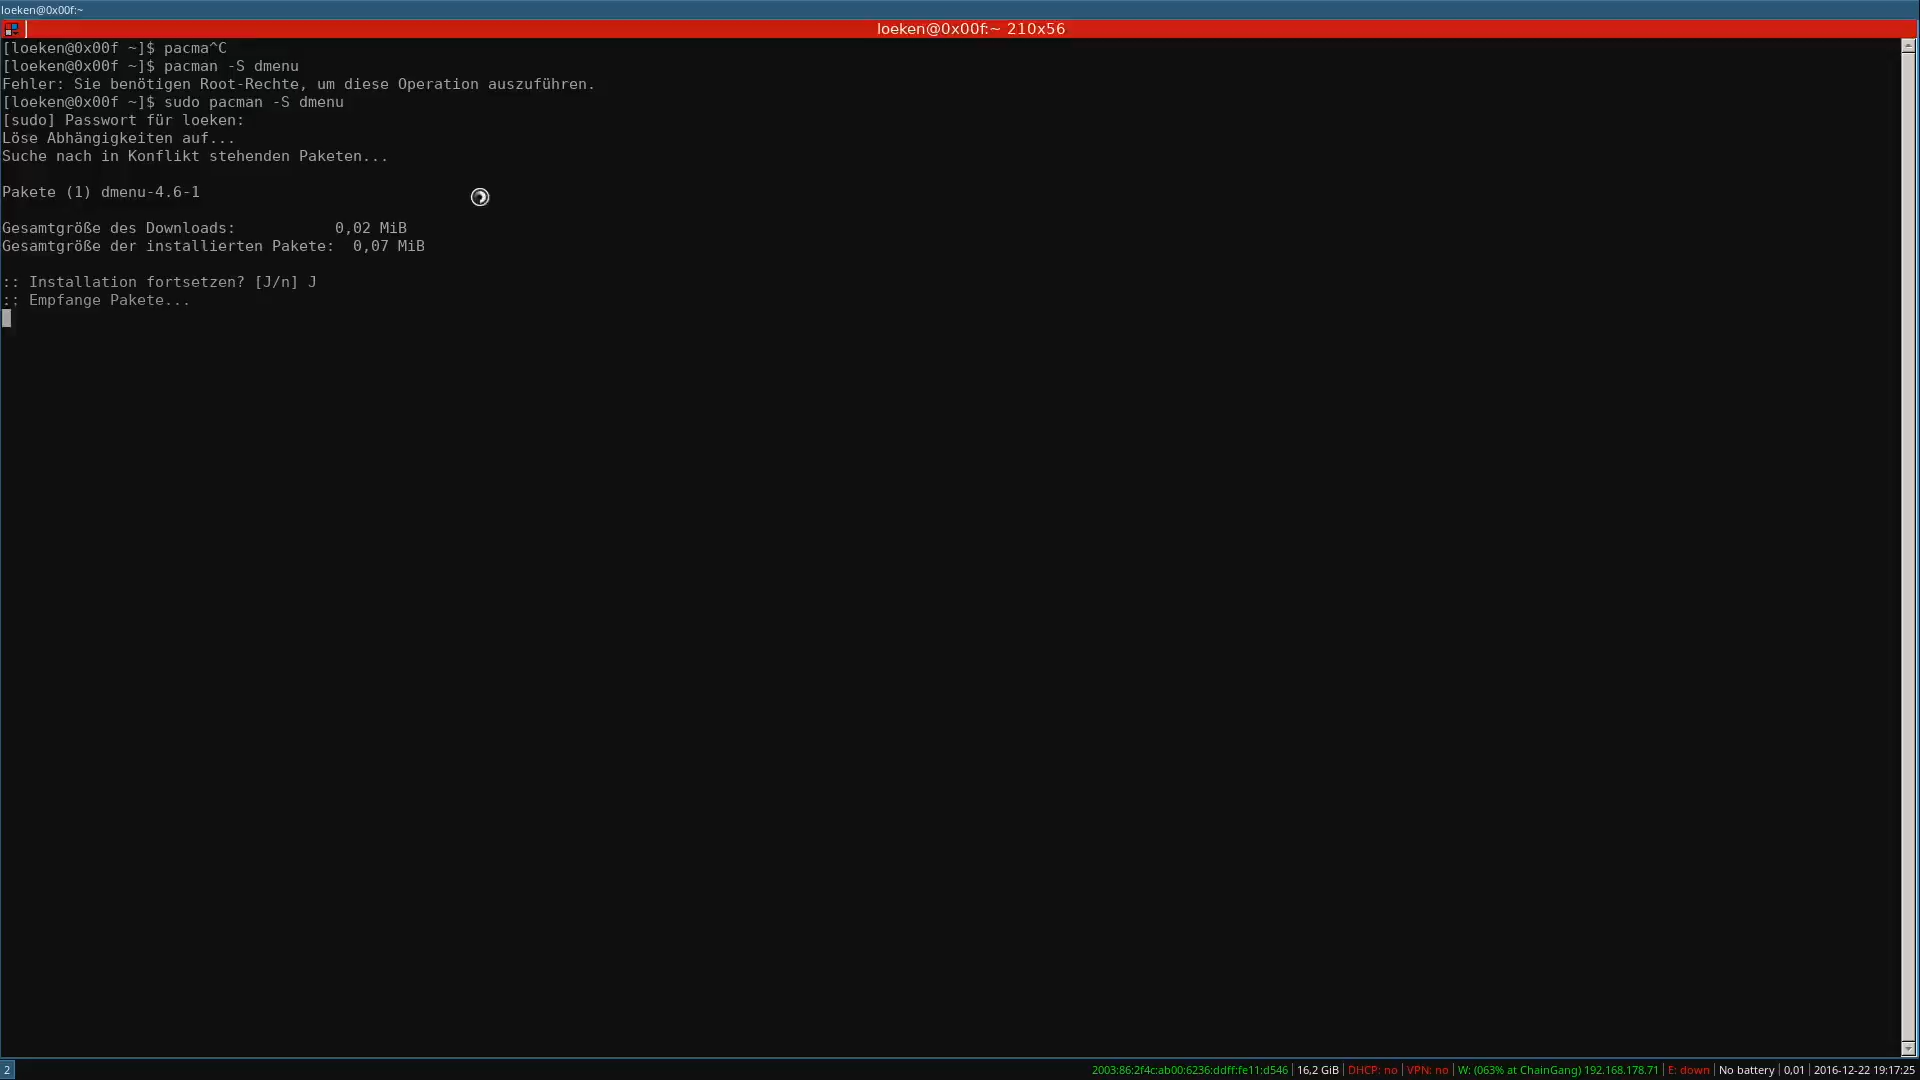 loeken@0x00f:~
loeken@0x00f:~ 210x56
[loeken@0x00f ~]$ pacma^C
[loeken@0x00f ~]$ pacman -S dmenu
Fehler: Sie benötigen Root-Rechte, um diese Operation auszuführen.
[loeken@0x00f ~]$ sudo pacman -S dmenu
[sudo] Passwort für loeken:
Löse Abhängigkeiten auf...
Suche nach in Konflikt stehenden Paketen...
Pakete (1) dmenu-4.6-1
Gesamtgröße des Downloads: 0,02 MiB
Gesamtgröße der installierten Pakete: 0,07 MiB
:: Installation fortsetzen? [J/n] J
:: Empfange Pakete...
2 2003:86:2f4c:ab00:6236:ddff:fe11:d546 | 16,2 GiB | DHCP: no | VPN: no | W: (063% at ChainGang) 192.168.178.71 | E: down | No battery | 0,01 | 2016-12-22 19:17:25